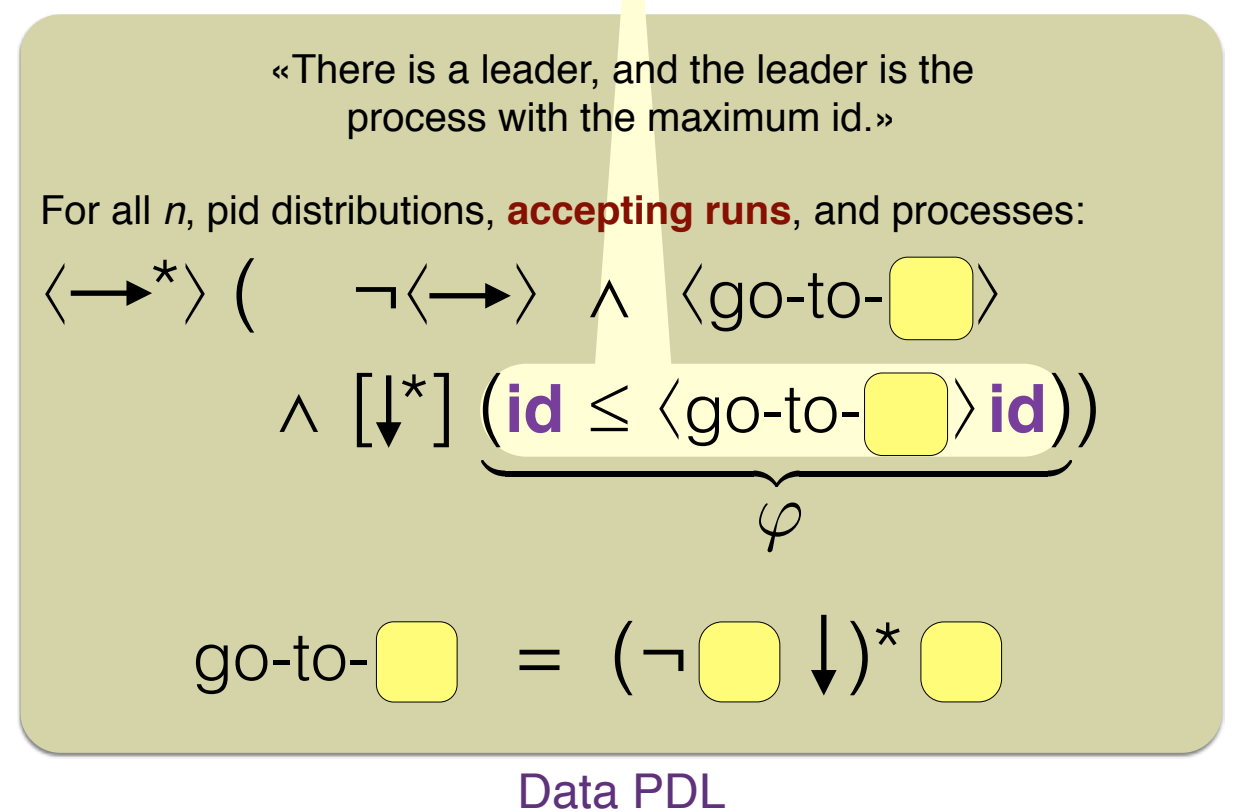 «There is a leader, and the leader is the
process with the maximum id.»
For all n, pid distributions, accepting runs, and processes:
⟨→*⟩ ( ¬⟨→⟩ ∧ ⟨go-to-🟨⟩
∧ [↓*] (id ≤ ⟨go-to-🟨⟩ id))
φ
go-to-🟨 = (¬🟨 ↓)* 🟨
Data PDL